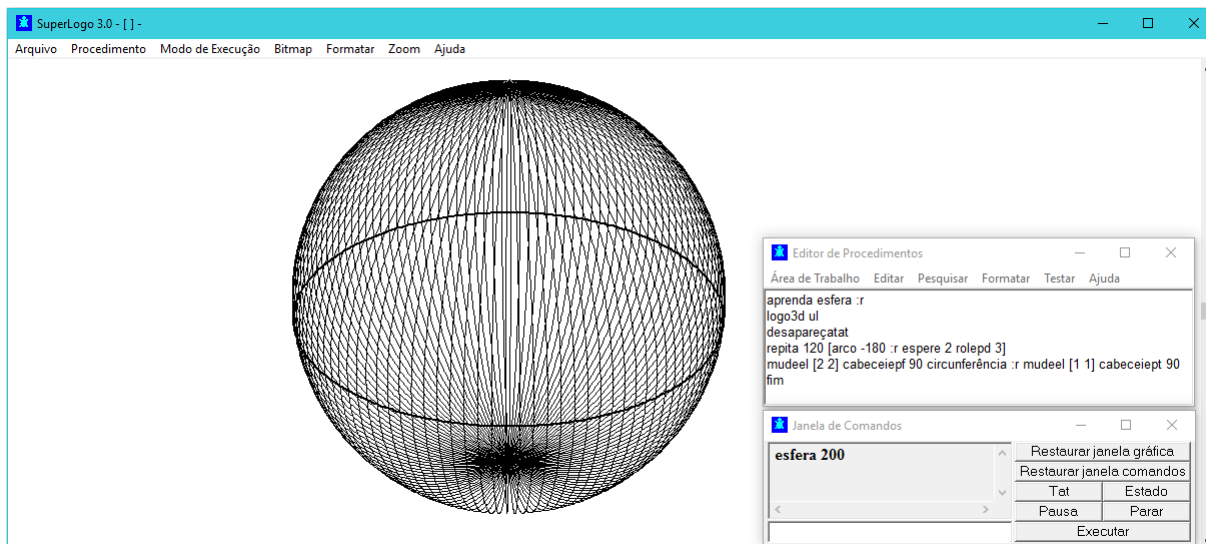 SuperLogo 3.0 - [ ] -
Arquivo Procedimento Modo de Execução Bitmap Formatar Zoom Ajuda
Editor de Procedimentos
Área de Trabalho Editar Pesquisar Formatar Testar Ajuda
aprenda esfera :r
logo3d ul
desapareçatat
repita 120 [arco -180 :r espere 2 rolepd 3]
mudeel [2 2] cabeceiepf 90 circunferência :r mudeel [1 1] cabeceiept 90
fim
Janela de Comandos
esfera 200
Restaurar janela gráfica
Restaurar janela comandos
Tat Estado
Pausa Parar
Executar